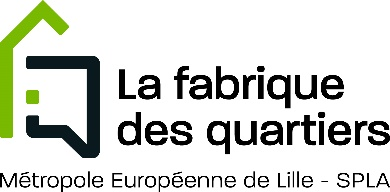 La fabrique
des quartiers
Métropole Européenne de Lille - SPLA